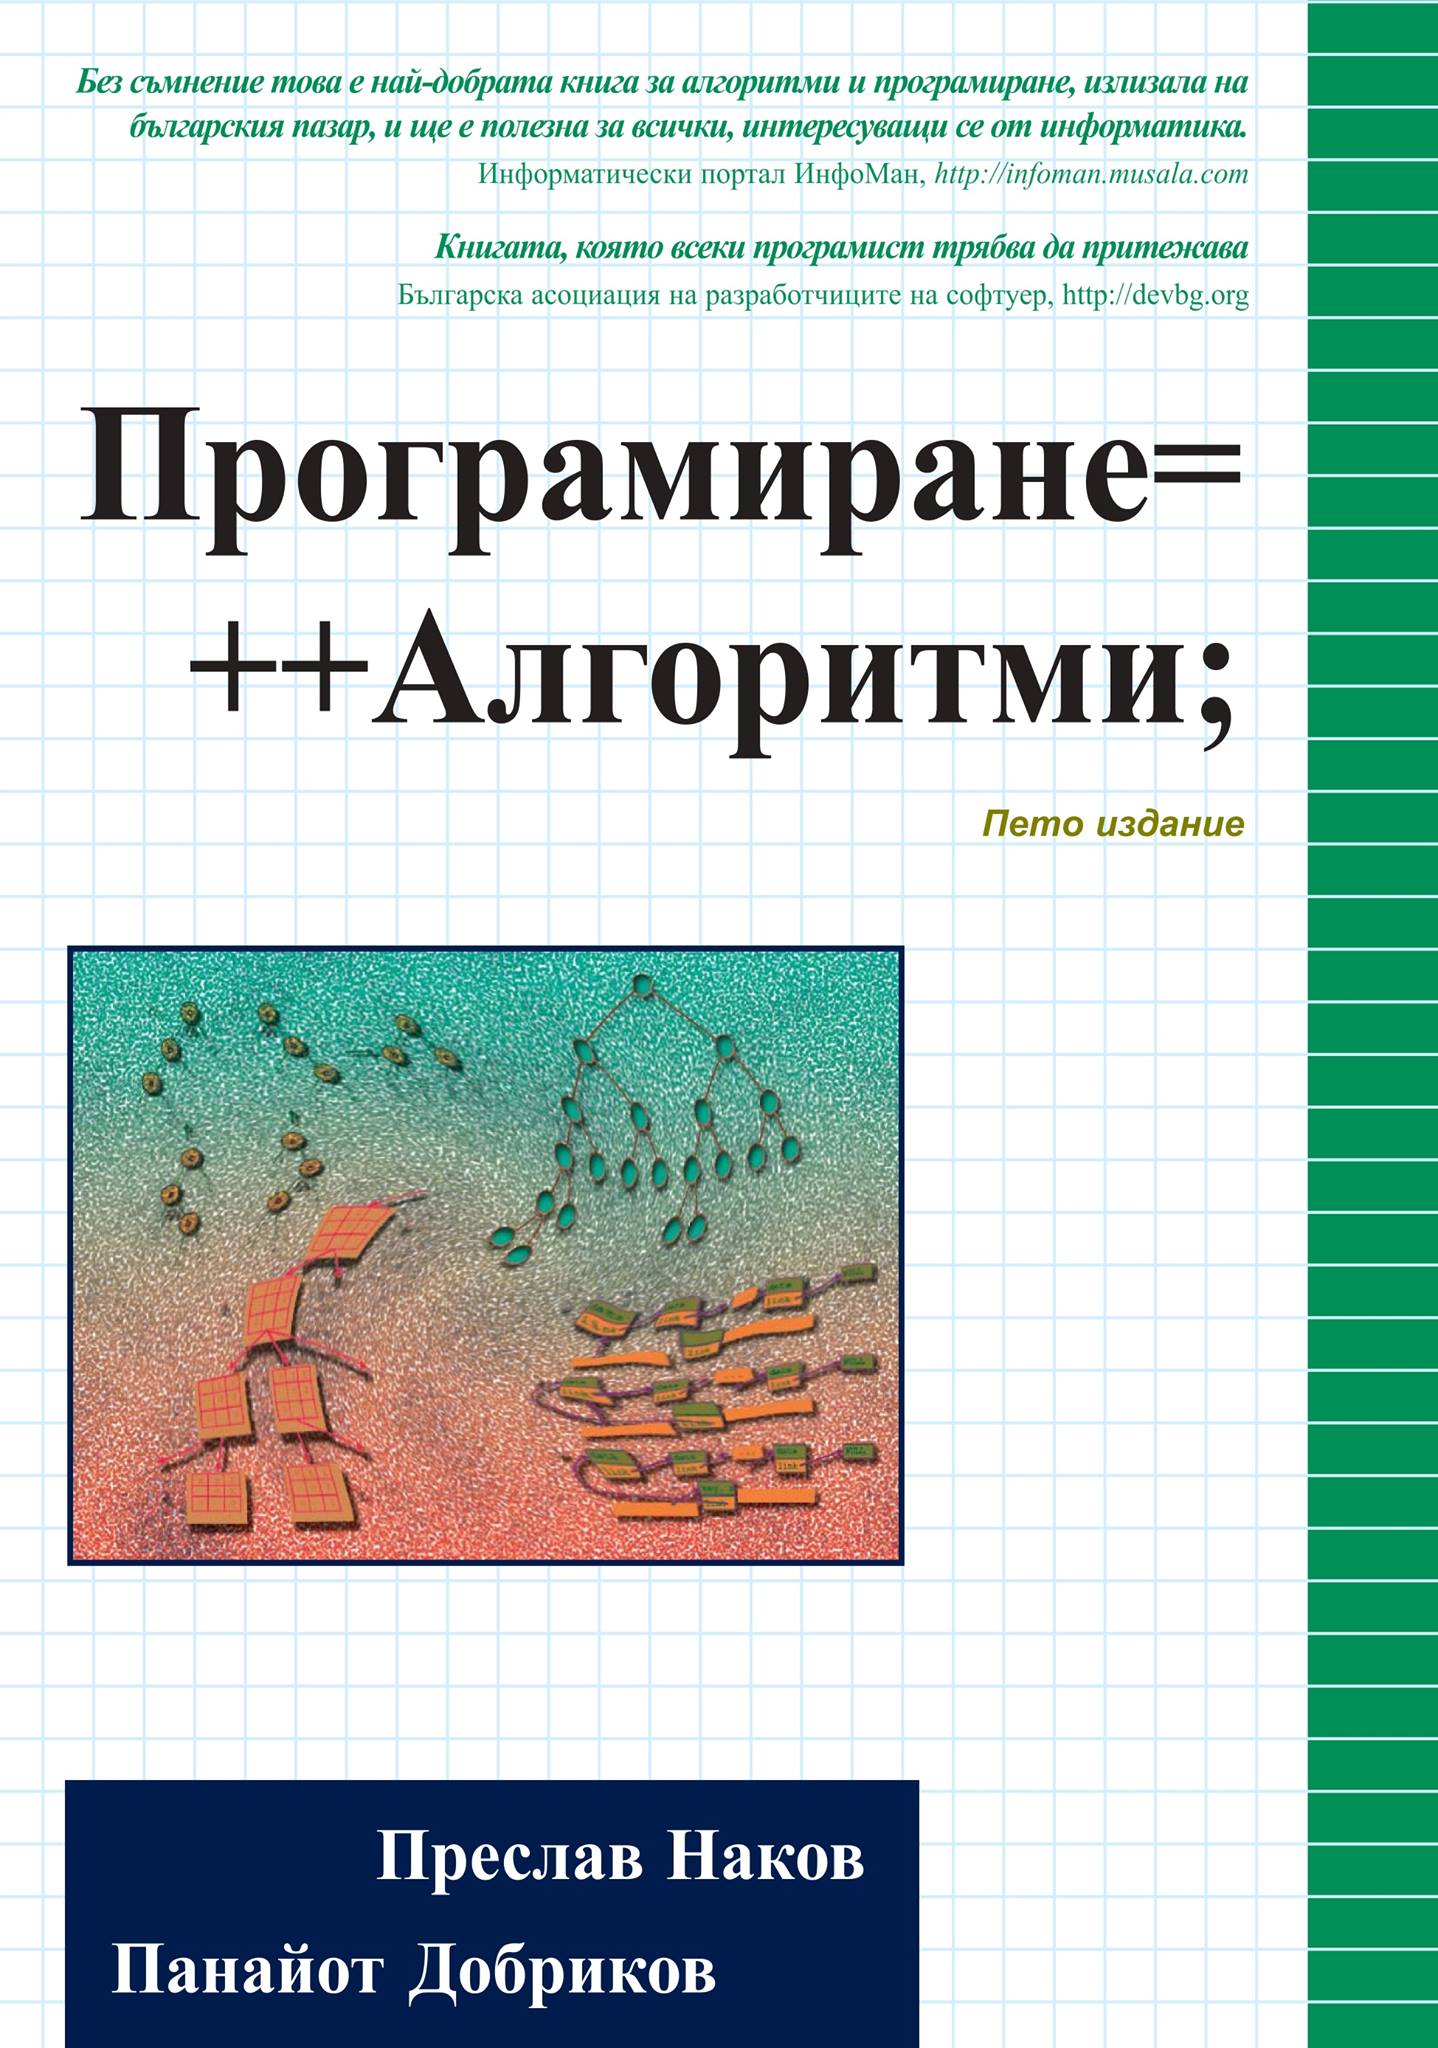 Без съмнение това е най-добрата книга за алгоритми и програмиране, излизала на
българския пазар, и ще е полезна за всички, интересуващи се от информатика.
Информатически портал ИнфоМан, http://infoman.musala.com
Книгата, която всеки програмист трябва да притежава
Българска асоциация на разработчиците на софтуер, http://devbg.org
Програмиране=
++Алгоритми;
Пето издание
Преслав Наков
Панайот Добриков